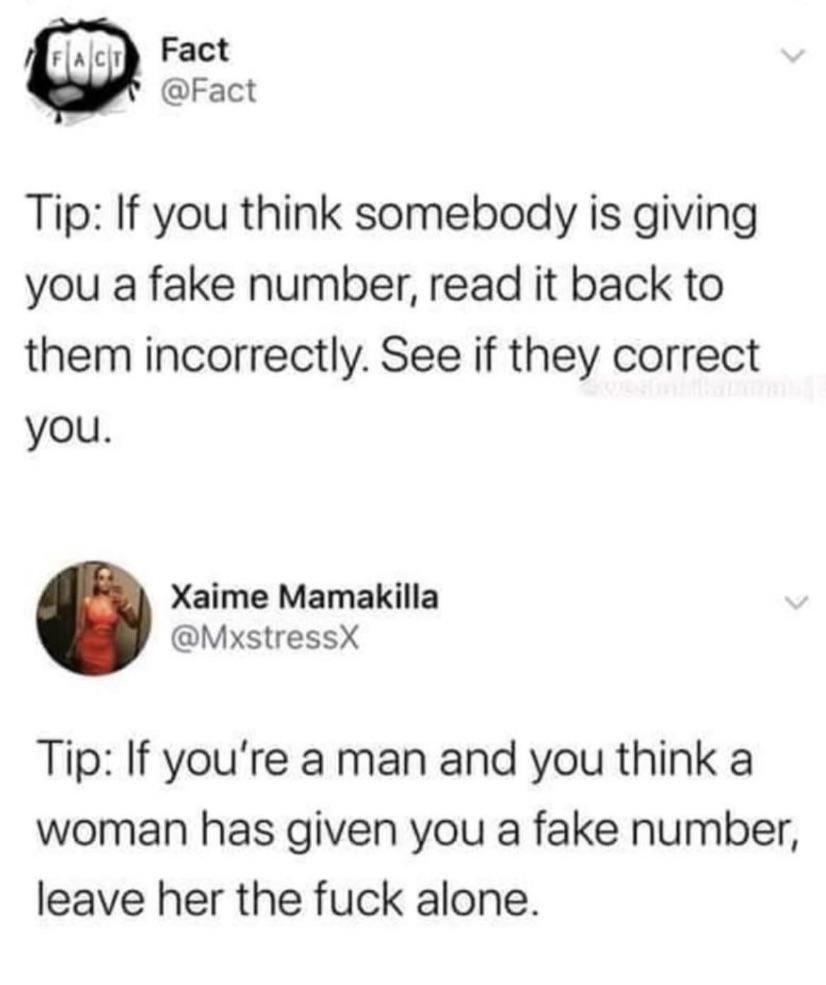 FACT
Fact
@Fact
Tip: If you think somebody is giving
you a fake number, read it back to
them incorrectly. See if they correct
you.
Xaime Mamakilla
@MxstressX
Tip: If you're a man and you think a
woman has given you a fake number,
leave her the fuck alone.